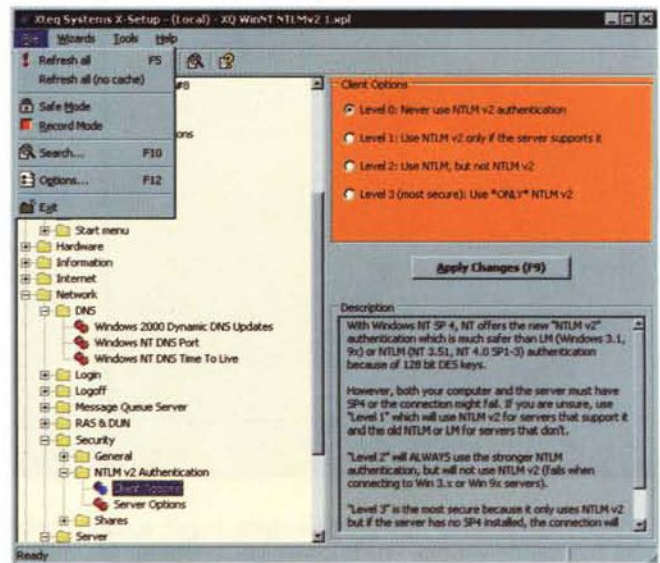 Xteq Systems X-Setup - (Local) - XQ WinNT NTLMv2 1.xpl
Wizards Tools Help
Refresh all F5
Refresh all (no cache)
Safe Mode
Record Mode
Search... F10
Options... F12
Exit
#8
ons
Start menu
Hardware
Information
Internet
Network
DNS
Windows 2000 Dynamic DNS Updates
Windows NT DNS Port
Windows NT DNS Time To Live
Login
Logoff
Message Queue Server
RAS & DUN
Security
General
NTLM v2 Authentication
Client Options
Server Options
Shares
Server
Client Options
Level 0: Never use NTLM v2 authentication
Level 1: Use NTLM v2 only if the server supports it
Level 2: Use NTLM, but not NTLM v2
Level 3 (most secure): Use *ONLY* NTLM v2
Apply Changes (F9)
Description
With Windows NT SP 4, NT offers the new "NTLM v2"
authentication which is much safer than LM (Windows 3.1,
9x) or NTLM (NT 3.51, NT 4.0 SP1-3) authentication
because of 128 bit DES keys.
However, both your computer and the server must have
SP4 or the connection might fail. If you are unsure, use
"Level 1" which will use NTLM v2 for servers that support it
and the old NTLM or LM for servers that don't.
"Level 2" will ALWAYS use the stronger NTLM
authentication, but will not use NTLM v2 (fails when
connecting to Win 3.x or Win 9x servers).
"Level 3" is the most secure because it only uses NTLM v2
but if the server has no SP4 installed, the connection will
Ready